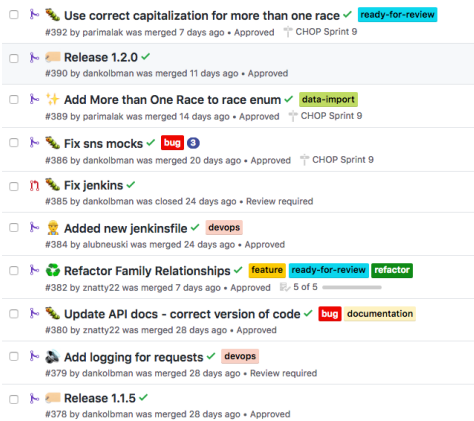 Use correct capitalization for more than one race ready-for-review
#392 by parimalak was merged 7 days ago • Approved CHOP Sprint 9
Release 1.2.0
#390 by dankolbman was merged 11 days ago • Approved
Add More than One Race to race enum data-import
#389 by parimalak was merged 14 days ago • Approved CHOP Sprint 9
Fix sns mocks bug 3
#386 by dankolbman was merged 20 days ago • Approved CHOP Sprint 9
Fix jenkins
#385 by dankolbman was closed 24 days ago • Review required
Added new jenkinsfile devops
#384 by alubneuski was merged 24 days ago • Approved
Refactor Family Relationships feature ready-for-review refactor
#382 by znatty22 was merged 7 days ago • Approved 5 of 5
Update API docs - correct version of code bug documentation
#380 by znatty22 was merged 28 days ago • Approved
Add logging for requests devops
#379 by dankolbman was merged 28 days ago • Review required
Release 1.1.5
#378 by dankolbman was merged 28 days ago • Approved